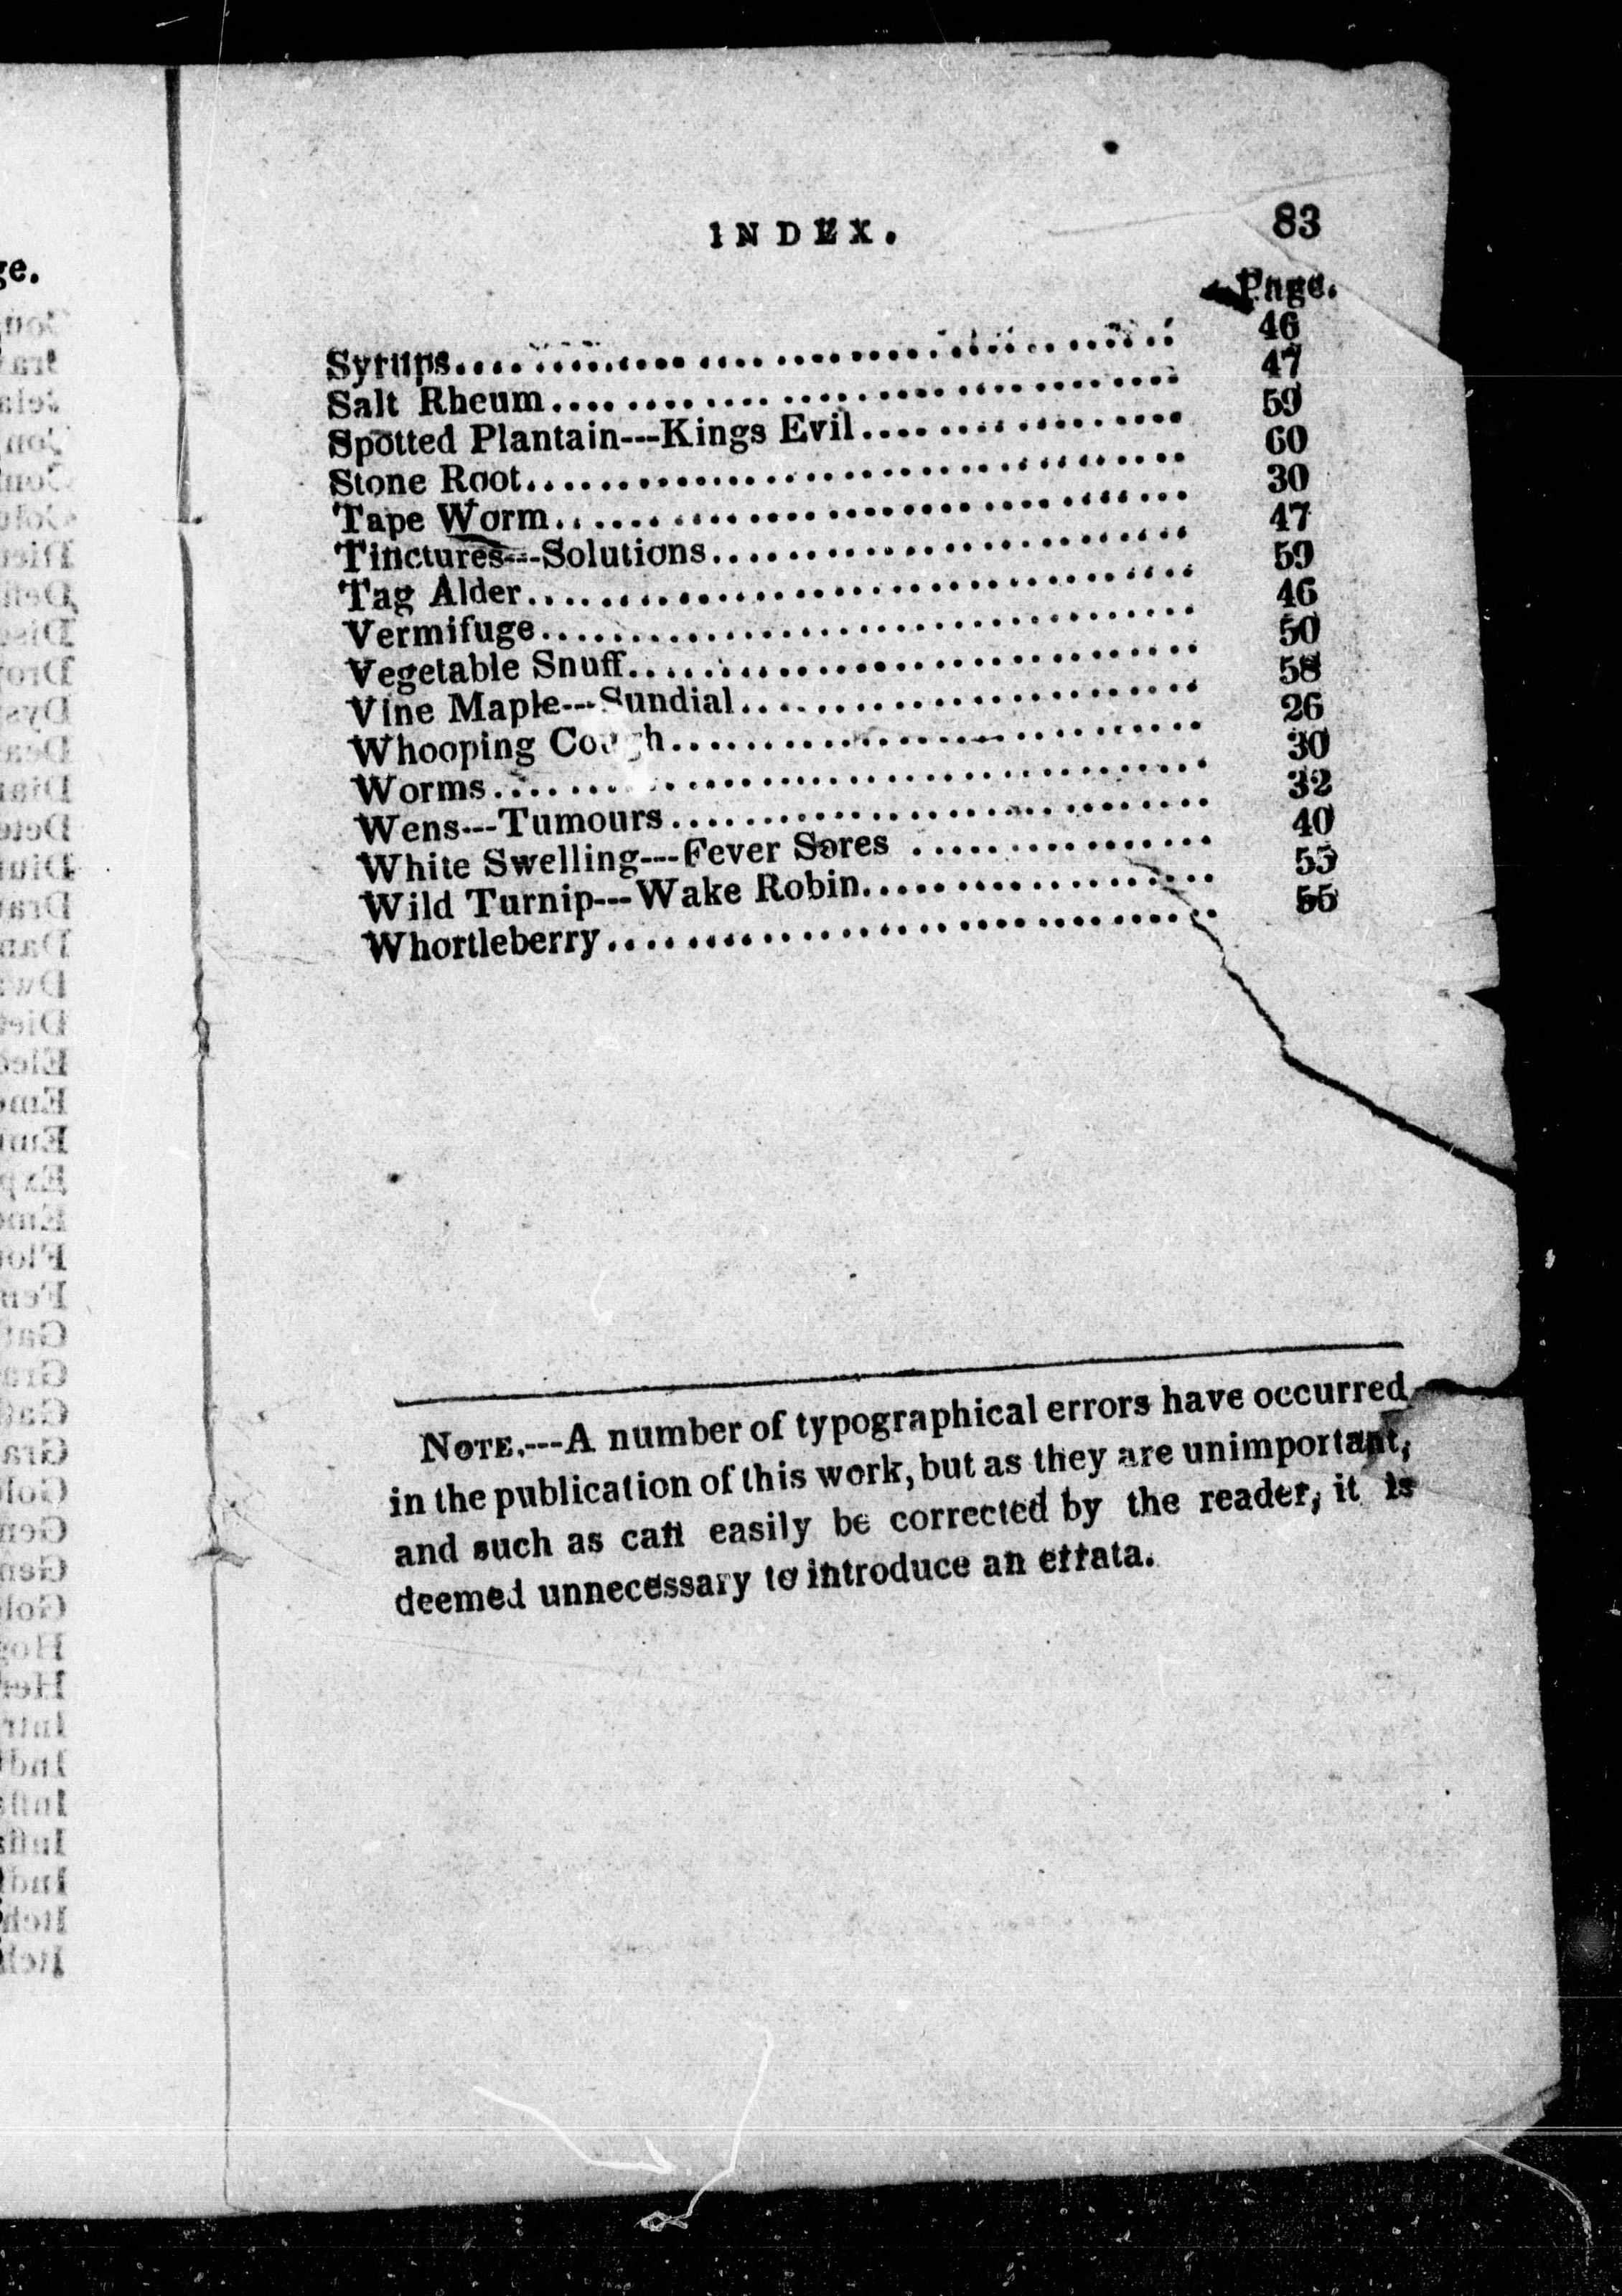 INDEX. 83
Page.
Syrups........................................ 46
Salt Rheum.................................... 47
Spotted Plantain---Kings Evil................. 59
Stone Root.................................... 60
Tape Worm..................................... 30
Tinctures---Solutions......................... 47
Tag Alder..................................... 59
Vermifuge..................................... 46
Vegetable Snuff............................... 50
Vine Maple---Sundial.......................... 58
Whooping Cough................................ 26
Worms......................................... 30
Wens---Tumours................................ 32
White Swelling---Fever Sores ................. 40
Wild Turnip---Wake Robin...................... 55
Whortleberry.................................. 55
NOTE.---A number of typographical errors have occurred
in the publication of this work, but as they are unimportant,
and such as can easily be corrected by the reader, it is
deemed unnecessary to introduce an errata.